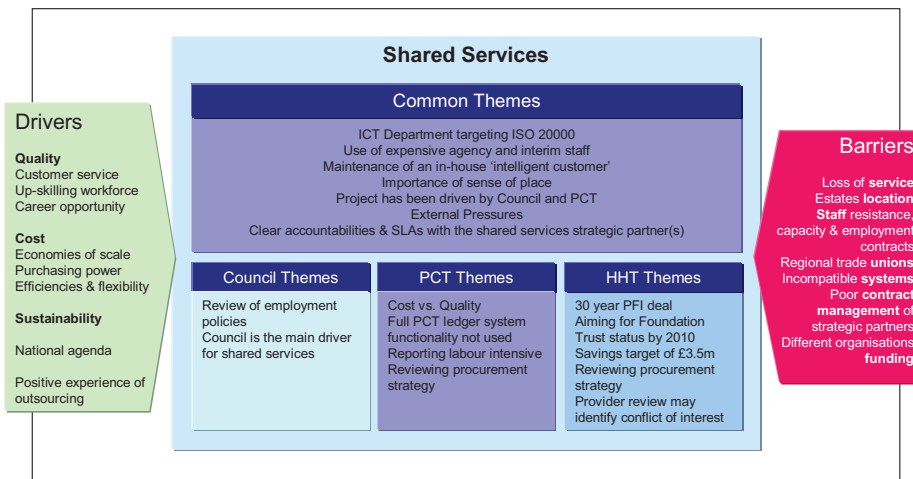 Shared Services
Drivers
Quality
Customer service
Up-skilling workforce
Career opportunity
Cost
Economies of scale
Purchasing power
Efficiencies & flexibility
Sustainability
National agenda
Positive experience of
outsourcing
Common Themes
ICT Department targeting ISO 20000
Use of expensive agency and interim staff
Maintenance of an in-house ‘intelligent customer’
Importance of sense of place
Project has been driven by Council and PCT
External Pressures
Clear accountabilities & SLAs with the shared services strategic partner(s)
Council Themes
Review of employment
policies
Council is the main driver
for shared services
PCT Themes
Cost vs. Quality
Full PCT ledger system
functionality not used
Reporting labour intensive
Reviewing procurement
strategy
HHT Themes
30 year PFI deal
Aiming for Foundation
Trust status by 2010
Savings target of £3.5m
Reviewing procurement
strategy
Provider review may
identify conflict of interest
Barriers
Loss of service
Estates location
Staff resistance,
capacity & employment
contracts
Regional trade unions
Incompatible systems
Poor contract
management of
strategic partners
Different organisations
funding